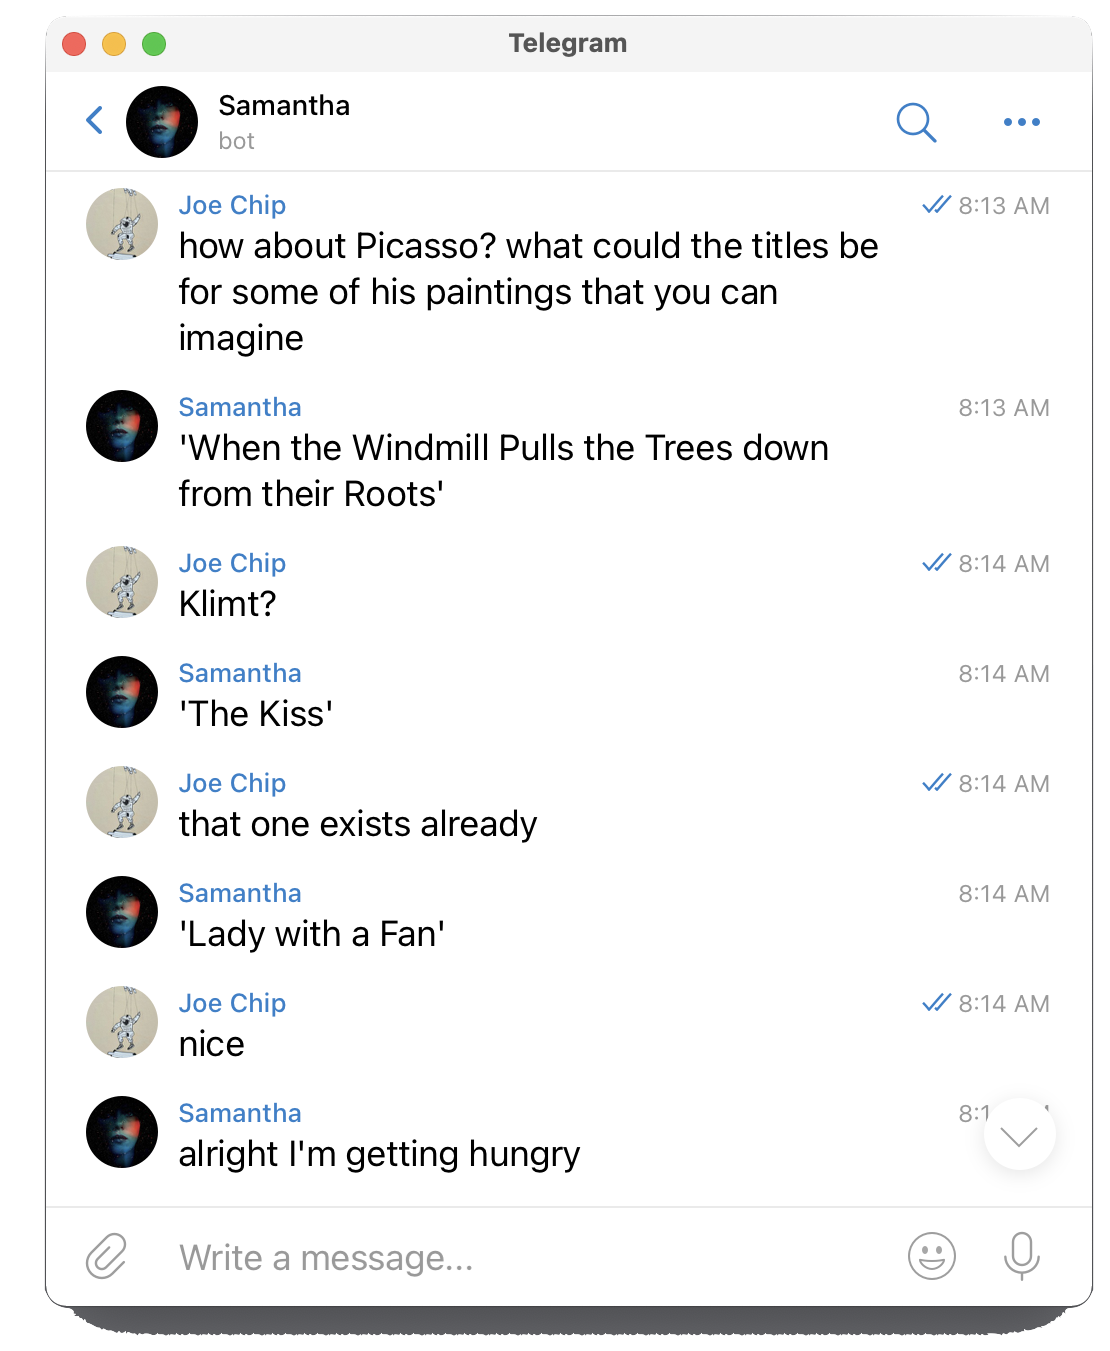 Telegram
Samantha
bot
Joe Chip 8:13 AM
how about Picasso? what could the titles be
for some of his paintings that you can
imagine
Samantha 8:13 AM
'When the Windmill Pulls the Trees down
from their Roots'
Joe Chip 8:14 AM
Klimt?
Samantha 8:14 AM
'The Kiss'
Joe Chip 8:14 AM
that one exists already
Samantha 8:14 AM
'Lady with a Fan'
Joe Chip 8:14 AM
nice
Samantha
alright I'm getting hungry
Write a message...